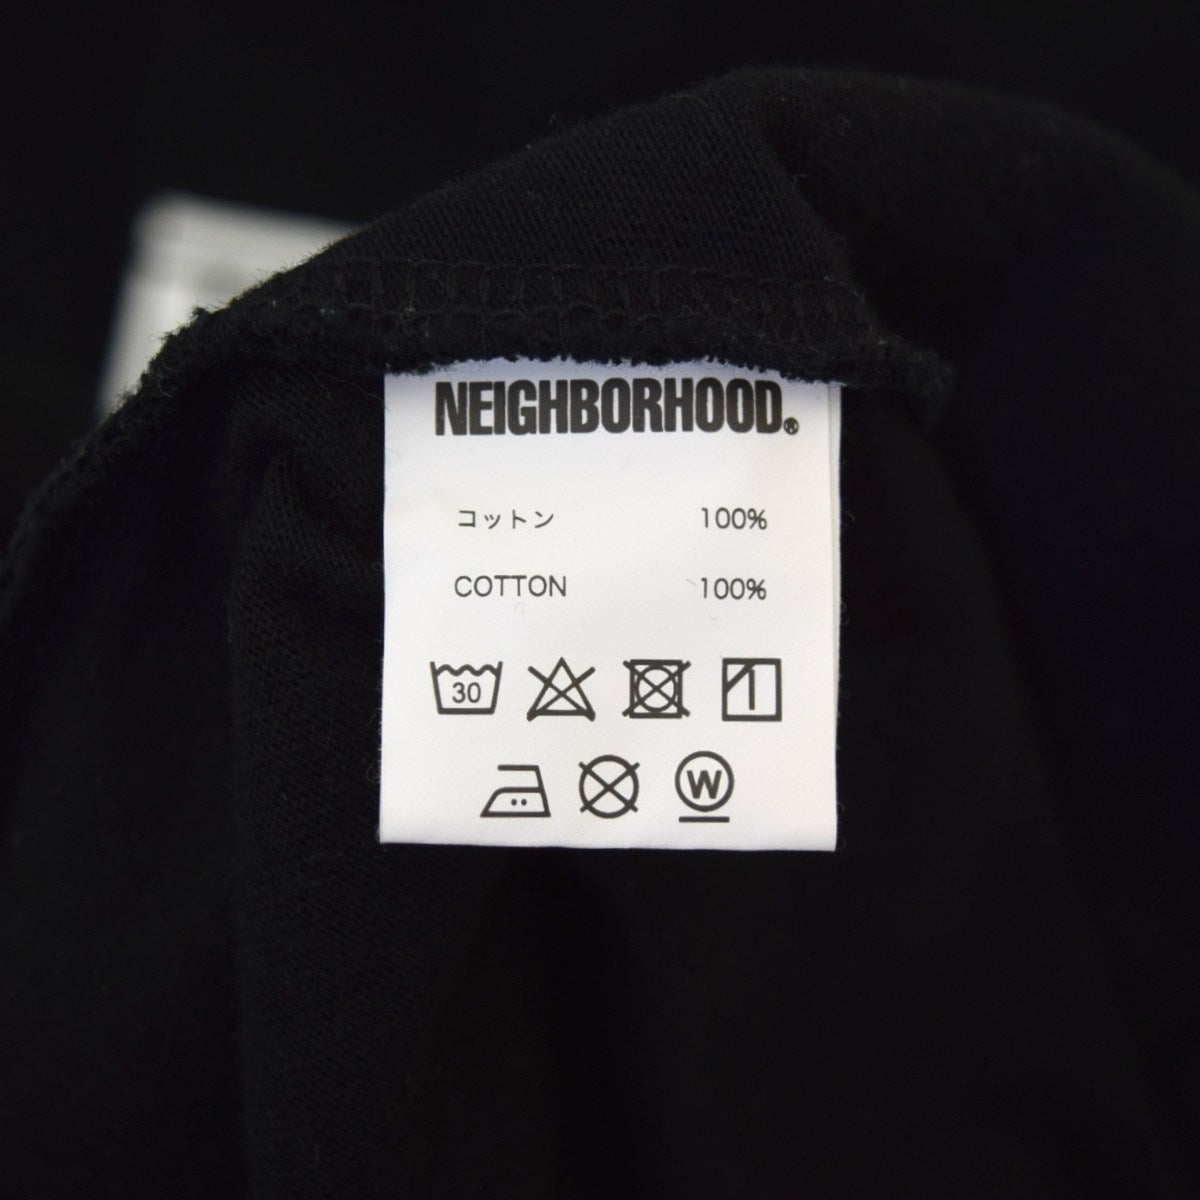 NEIGHBORHOOD®
コットン 100%
COTTON 100%
30
W